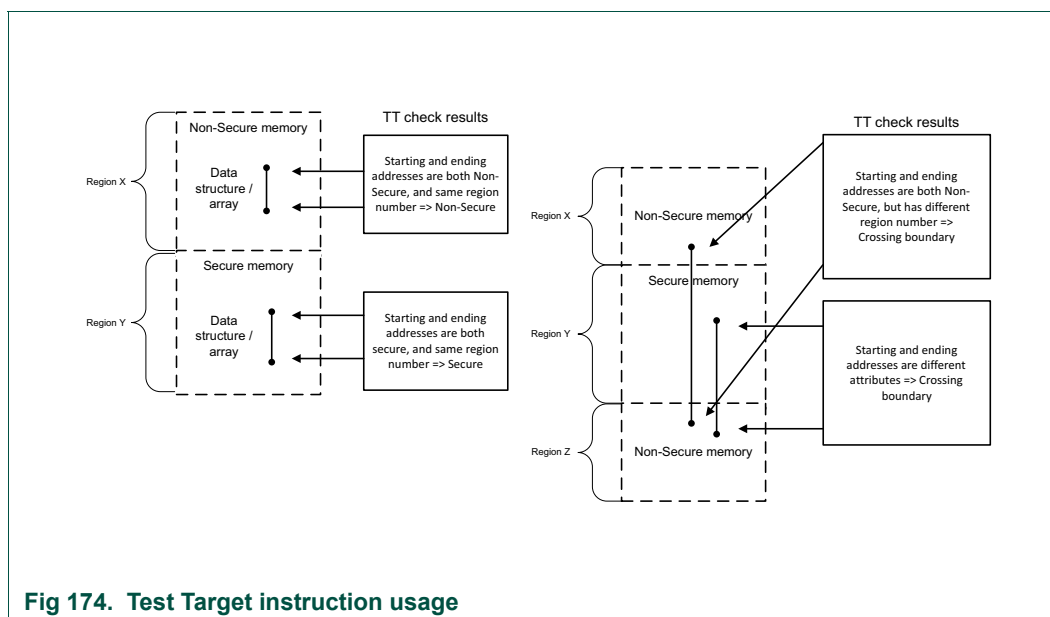 TT check results
Non-Secure memory
Region X
Data
structure /
array
Starting and ending
addresses are both Non-
Secure, and same region
number => Non-Secure
Secure memory
Region Y
Data
structure /
array
Starting and ending
addresses are both
secure, and same region
number => Secure
TT check results
Region X
Non-Secure memory
Starting and ending
addresses are both Non-
Secure, but has different
region number =>
Crossing boundary
Secure memory
Region Y
Starting and ending
addresses are different
attributes => Crossing
boundary
Region Z
Non-Secure memory
Fig 174. Test Target instruction usage